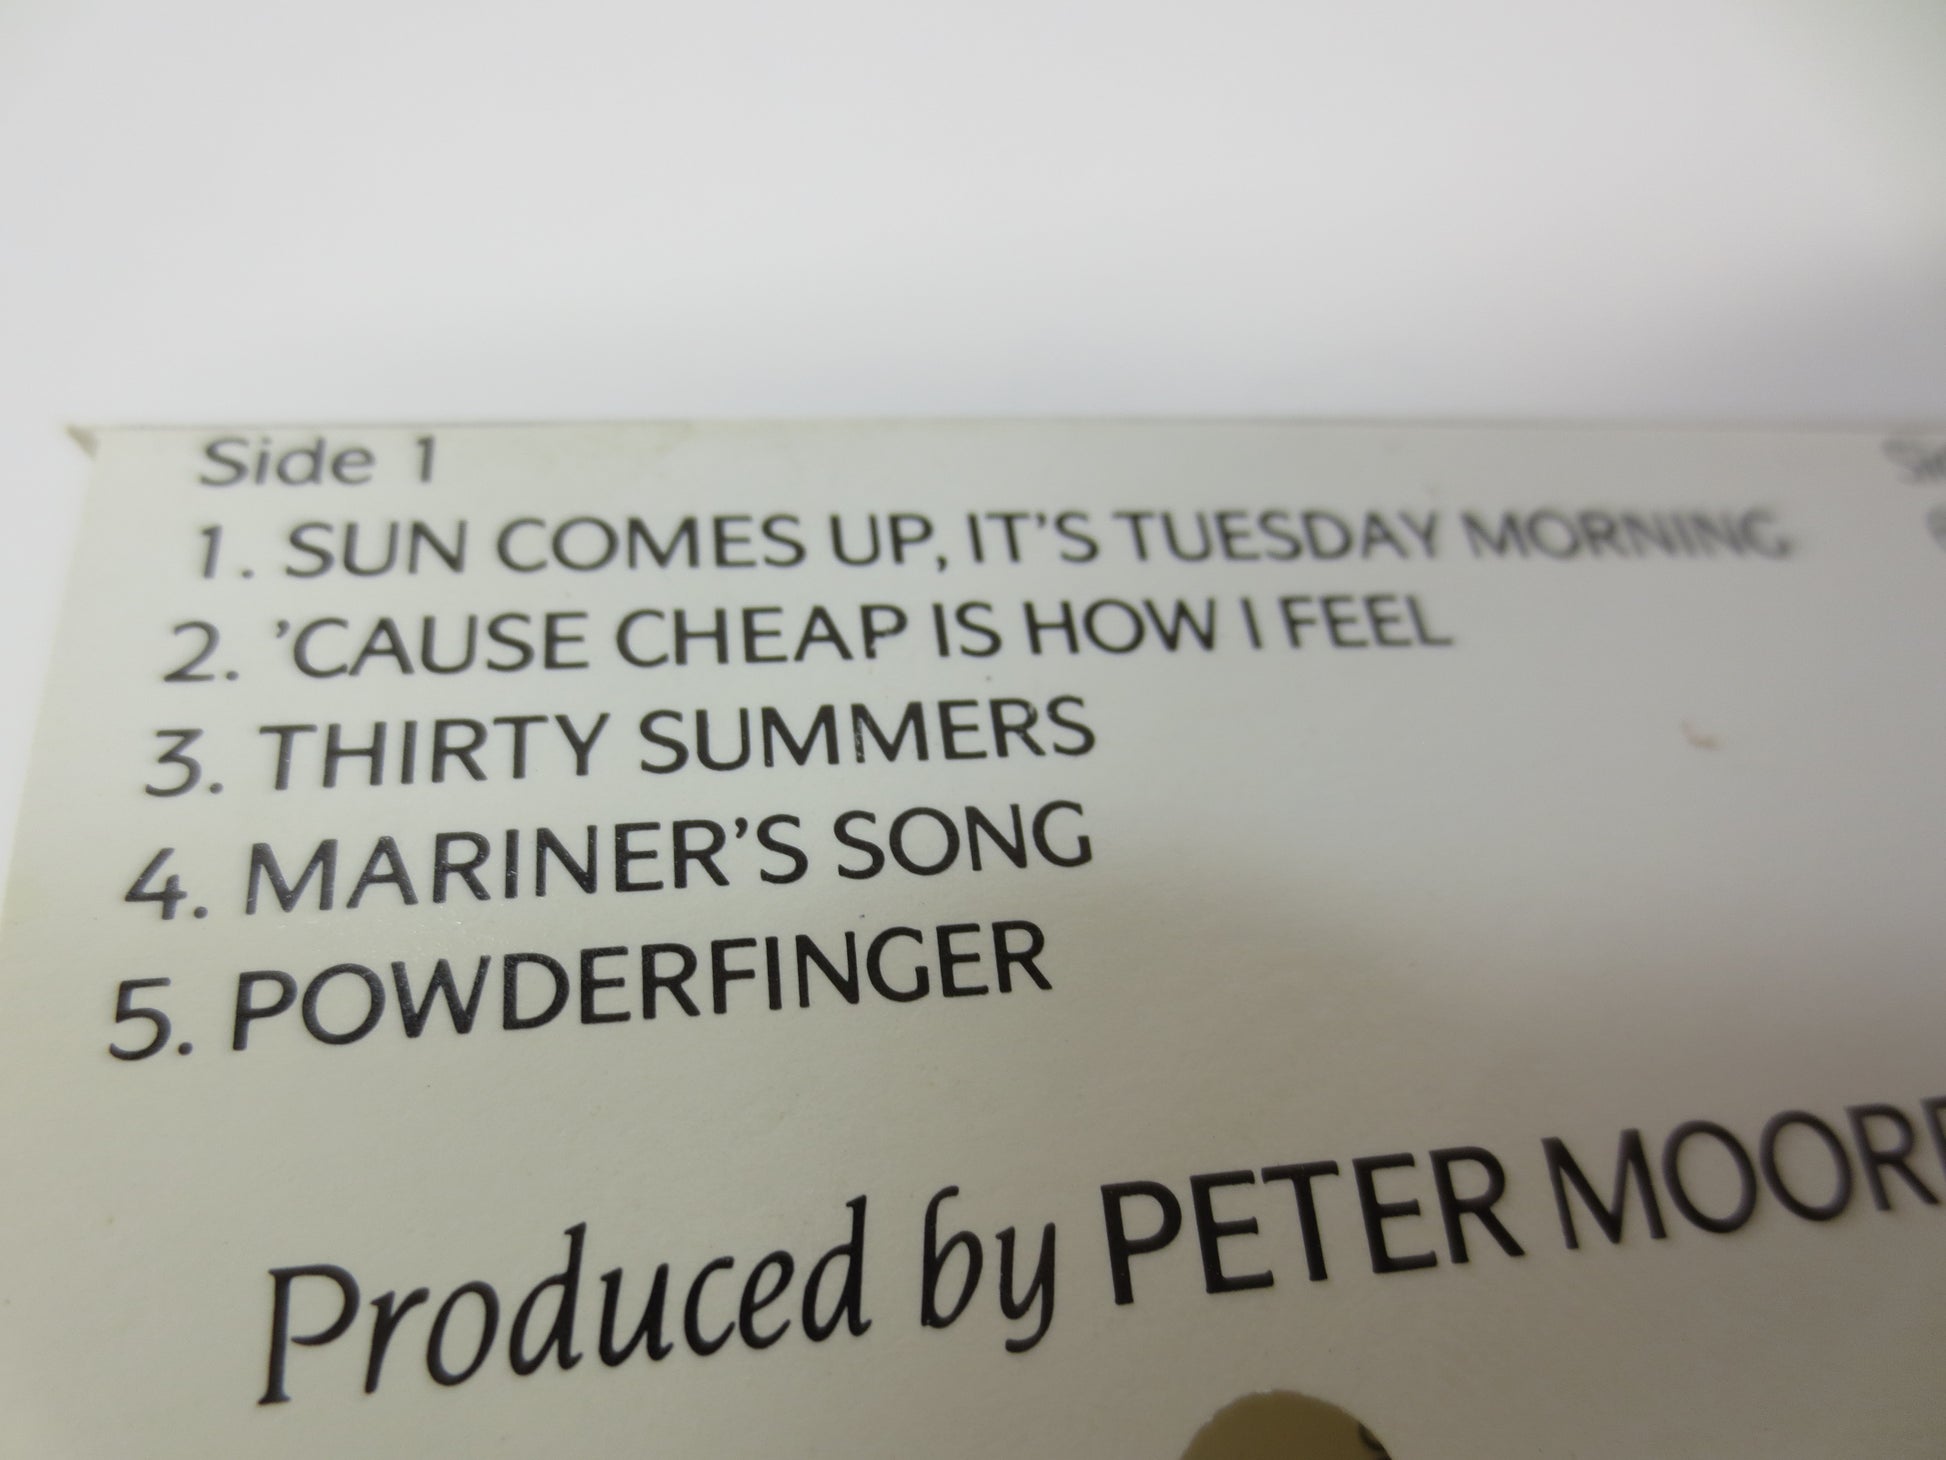 Side 1
1. SUN COMES UP, IT'S TUESDAY MORNING
2. 'CAUSE CHEAP IS HOW I FEEL
3. THIRTY SUMMERS
4. MARINER'S SONG
5. POWDERFINGER
Produced by PETER